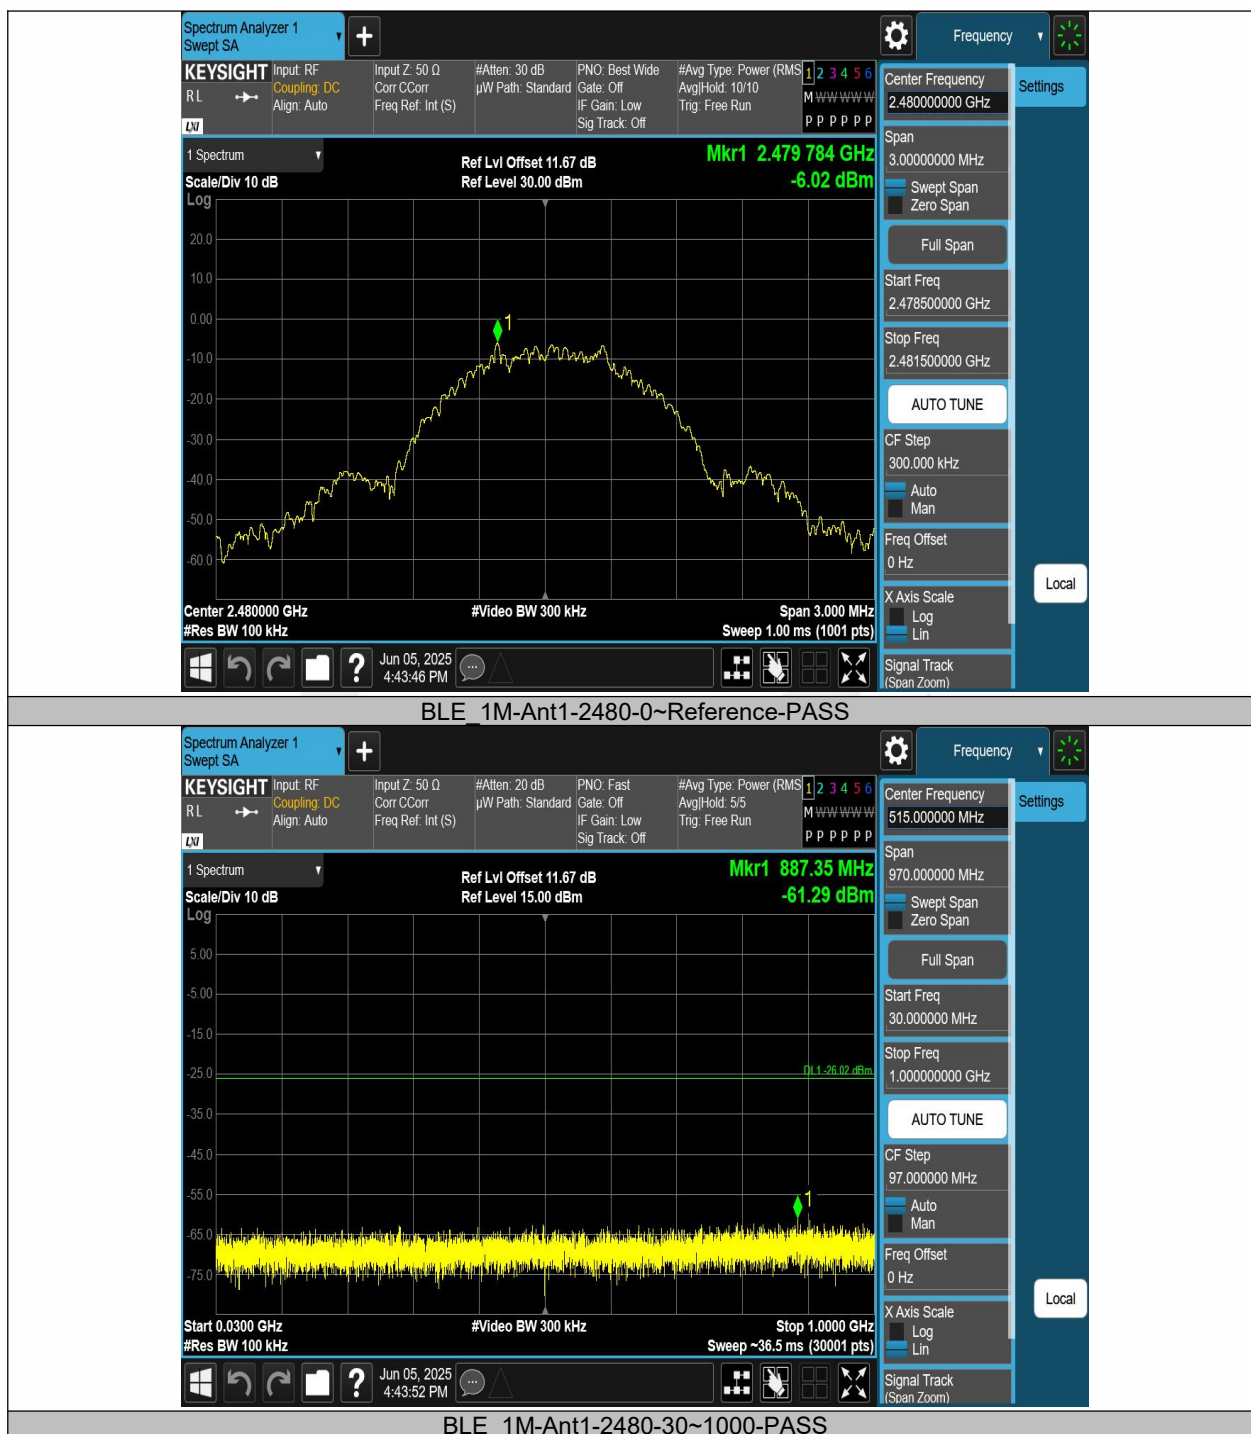 Spectrum Analyzer 1
Swept SA
Frequency
KEYSIGHT
RL
LXI
Input: RF
Coupling: DC
Align: Auto
Input Z: 50 Ω
Corr CCorr
Freq Ref: Int (S)
#Atten: 30 dB
µW Path: Standard
PNO: Best Wide
Gate: Off
IF Gain: Low
Sig Track: Off
#Avg Type: Power (RMS
Avg|Hold: 10/10
Trig: Free Run
1 2 3 4 5 6
M W W W W W
P P P P P P
1 Spectrum
Scale/Div 10 dB
Log
Ref Lvl Offset 11.67 dB
Ref Level 30.00 dBm
Mkr1 2.479 784 GHz
-6.02 dBm
20.0
10.0
0.00
-10.0
-20.0
-30.0
-40.0
-50.0
-60.0
1
Center 2.480000 GHz
#Res BW 100 kHz
#Video BW 300 kHz
Span 3.000 MHz
Sweep 1.00 ms (1001 pts)
Center Frequency
2.480000000 GHz
Settings
Span
3.00000000 MHz
Swept Span
Zero Span
Full Span
Start Freq
2.478500000 GHz
Stop Freq
2.481500000 GHz
AUTO TUNE
CF Step
300.000 kHz
Auto
Man
Freq Offset
0 Hz
X Axis Scale
Log
Lin
Signal Track
(Span Zoom)
Local
?
Jun 05, 2025
4:43:46 PM
BLE_1M-Ant1-2480-0~Reference-PASS
Spectrum Analyzer 1
Swept SA
Frequency
KEYSIGHT
RL
LXI
Input: RF
Coupling: DC
Align: Auto
Input Z: 50 Ω
Corr CCorr
Freq Ref: Int (S)
#Atten: 20 dB
µW Path: Standard
PNO: Fast
Gate: Off
IF Gain: Low
Sig Track: Off
#Avg Type: Power (RMS
Avg|Hold: 5/5
Trig: Free Run
1 2 3 4 5 6
M W W W W W
P P P P P P
1 Spectrum
Scale/Div 10 dB
Log
Ref Lvl Offset 11.67 dB
Ref Level 15.00 dBm
Mkr1 887.35 MHz
-61.29 dBm
5.00
-5.00
-15.0
-25.0
-35.0
-45.0
-55.0
-65.0
-75.0
DL1 -26.02 dBm
1
Start 0.0300 GHz
#Res BW 100 kHz
#Video BW 300 kHz
Stop 1.0000 GHz
Sweep ~36.5 ms (30001 pts)
Center Frequency
515.000000 MHz
Settings
Span
970.000000 MHz
Swept Span
Zero Span
Full Span
Start Freq
30.000000 MHz
Stop Freq
1.000000000 GHz
AUTO TUNE
CF Step
97.000000 MHz
Auto
Man
Freq Offset
0 Hz
X Axis Scale
Log
Lin
Signal Track
(Span Zoom)
Local
?
Jun 05, 2025
4:43:52 PM
BLE_1M-Ant1-2480-30~1000-PASS